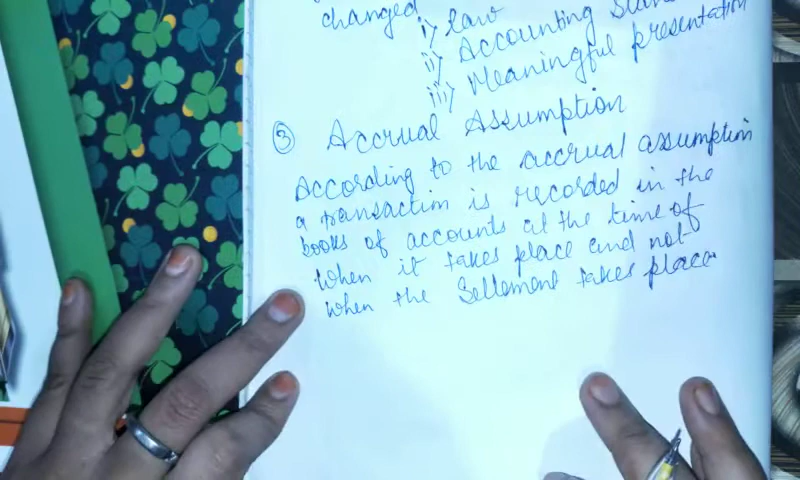 changed i) law
ii) Accounting Stan
iii) Meaningful presentation
③ Accrual Assumption
According to the accrual assumption
a transaction is recorded in the
books of accounts at the time of
when it takes place and not
when the Settlement takes place